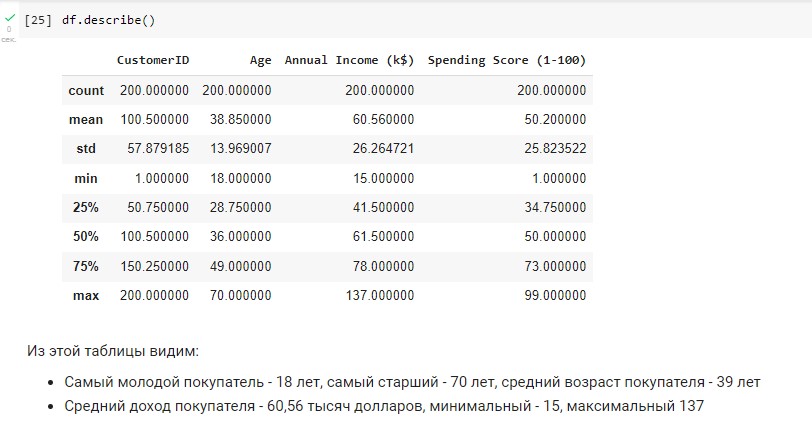 [25] df.describe()
0
сек.
CustomerID Age Annual Income (k$) Spending Score (1-100)
count 200.000000 200.000000 200.000000 200.000000
mean 100.500000 38.850000 60.560000 50.200000
std 57.879185 13.969007 26.264721 25.823522
min 1.000000 18.000000 15.000000 1.000000
25% 50.750000 28.750000 41.500000 34.750000
50% 100.500000 36.000000 61.500000 50.000000
75% 150.250000 49.000000 78.000000 73.000000
max 200.000000 70.000000 137.000000 99.000000
Из этой таблицы видим:
• Самый молодой покупатель - 18 лет, самый старший - 70 лет, средний возраст покупателя - 39 лет
• Средний доход покупателя - 60,56 тысяч долларов, минимальный - 15, максимальный 137